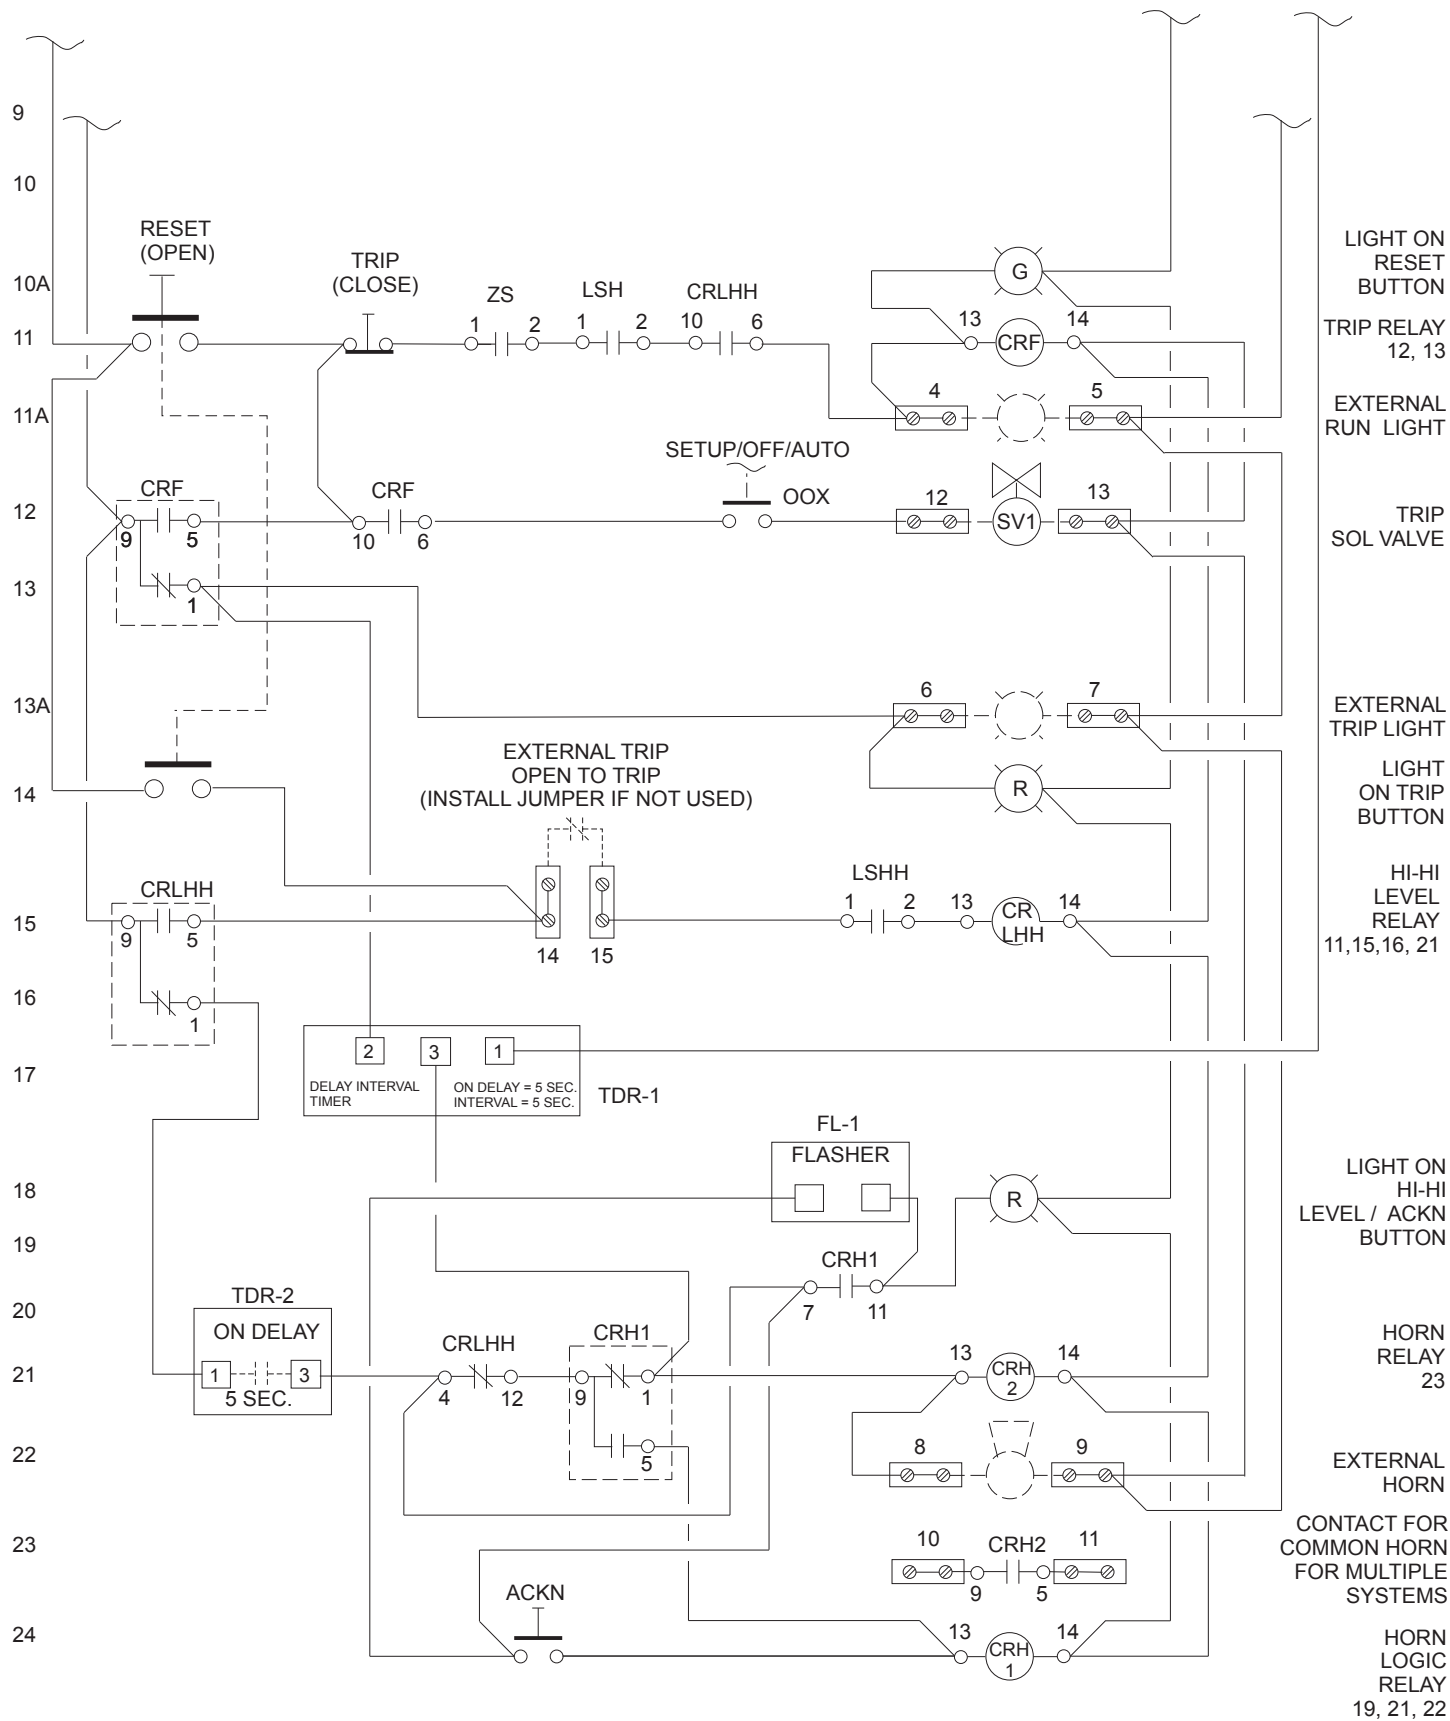 9
10
RESET
(OPEN)
LIGHT ON
RESET
BUTTON
TRIP
(CLOSE)
10A
ZS
LSH
CRLHH
G
11
1
2
1
2
10
6
13
CRF
14
TRIP RELAY
12, 13
11A
4
5
EXTERNAL
RUN LIGHT
SETUP/OFF/AUTO
CRF
CRF
OOX
12
9
5
10
6
12
SV1
13
TRIP
SOL VALVE
13
1
13A
6
7
EXTERNAL
TRIP LIGHT
EXTERNAL TRIP
OPEN TO TRIP
(INSTALL JUMPER IF NOT USED)
14
R
LIGHT
ON TRIP
BUTTON
CRLHH
LSHH
15
9
5
14
15
1
2
13
CR
LHH
14
HI-HI
LEVEL
RELAY
11,15,16, 21
16
1
2
3
1
17
DELAY INTERVAL
TIMER
ON DELAY = 5 SEC.
INTERVAL = 5 SEC.
TDR-1
FL-1
FLASHER
18
R
LIGHT ON
HI-HI
LEVEL / ACKN
BUTTON
19
CRH1
7
11
20
TDR-2
ON DELAY
CRLHH
CRH1
21
1
3
5 SEC.
4
12
9
1
13
CRH
2
14
HORN
RELAY
23
22
5
8
9
EXTERNAL
HORN
23
10
CRH2
11
9
5
CONTACT FOR
COMMON HORN
FOR MULTIPLE
SYSTEMS
ACKN
24
13
CRH
1
14
HORN
LOGIC
RELAY
19, 21, 22